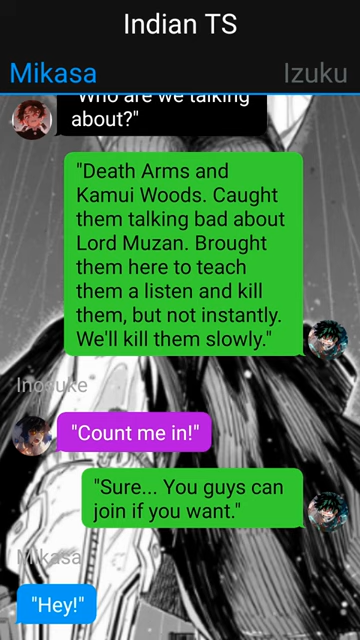 Indian TS
Mikasa Izuku
"Who are we talking
about?"
"Death Arms and
Kamui Woods. Caught
them talking bad about
Lord Muzan. Brought
them here to teach
them a listen and kill
them, but not instantly.
We'll kill them slowly."
Inosuke
"Count me in!"
"Sure... You guys can
join if you want."
Mikasa
"Hey!"